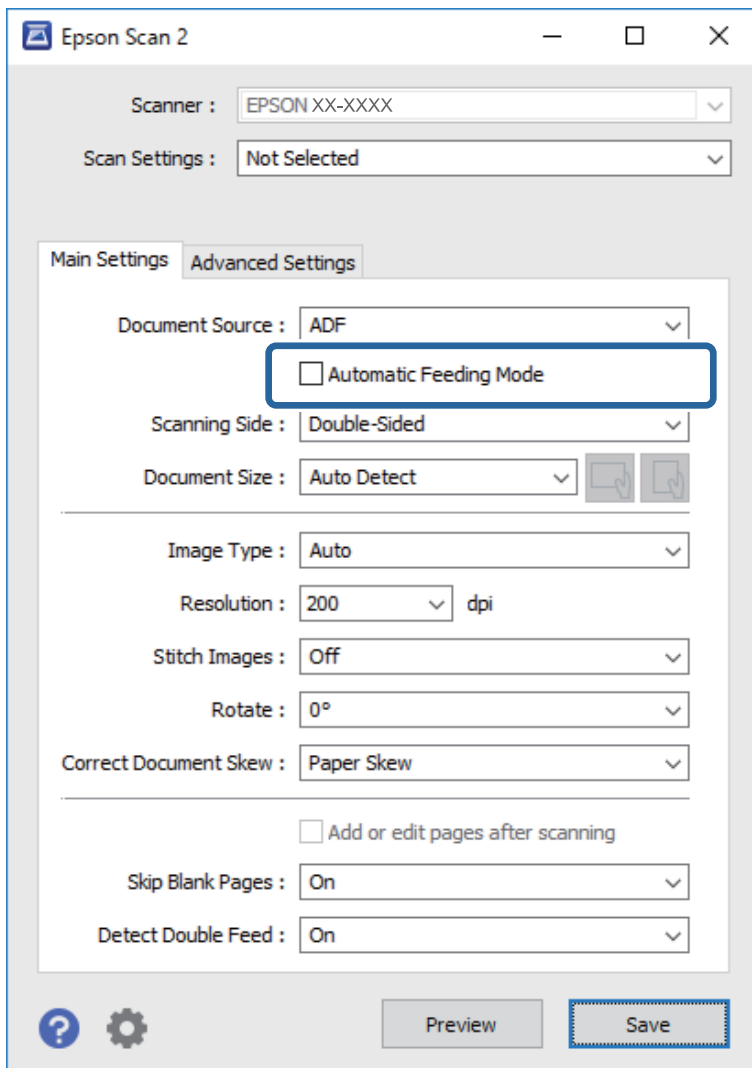 Epson Scan 2
Scanner : EPSON XX-XXXX
Scan Settings : Not Selected
Main Settings Advanced Settings
Document Source : ADF
Automatic Feeding Mode
Scanning Side : Double-Sided
Document Size : Auto Detect
Image Type : Auto
Resolution : 200 dpi
Stitch Images : Off
Rotate : 0°
Correct Document Skew : Paper Skew
Add or edit pages after scanning
Skip Blank Pages : On
Detect Double Feed : On
? Preview Save